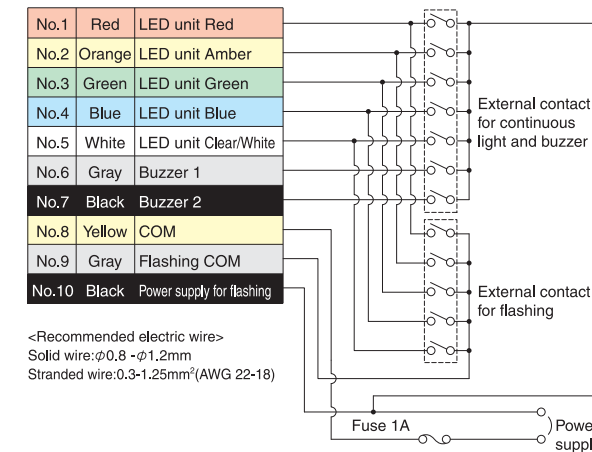 No.1 Red LED unit Red
No.2 Orange LED unit Amber
No.3 Green LED unit Green
No.4 Blue LED unit Blue
No.5 White LED unit Clear/White
No.6 Gray Buzzer 1
No.7 Black Buzzer 2
No.8 Yellow COM
No.9 Gray Flashing COM
No.10 Black Power supply for flashing
External contact
for continuous
light and buzzer
External contact
for flashing
<Recommended electric wire>
Solid wire:ϕ0.8 -ϕ1.2mm
Stranded wire:0.3-1.25mm²(AWG 22-18)
Fuse 1A